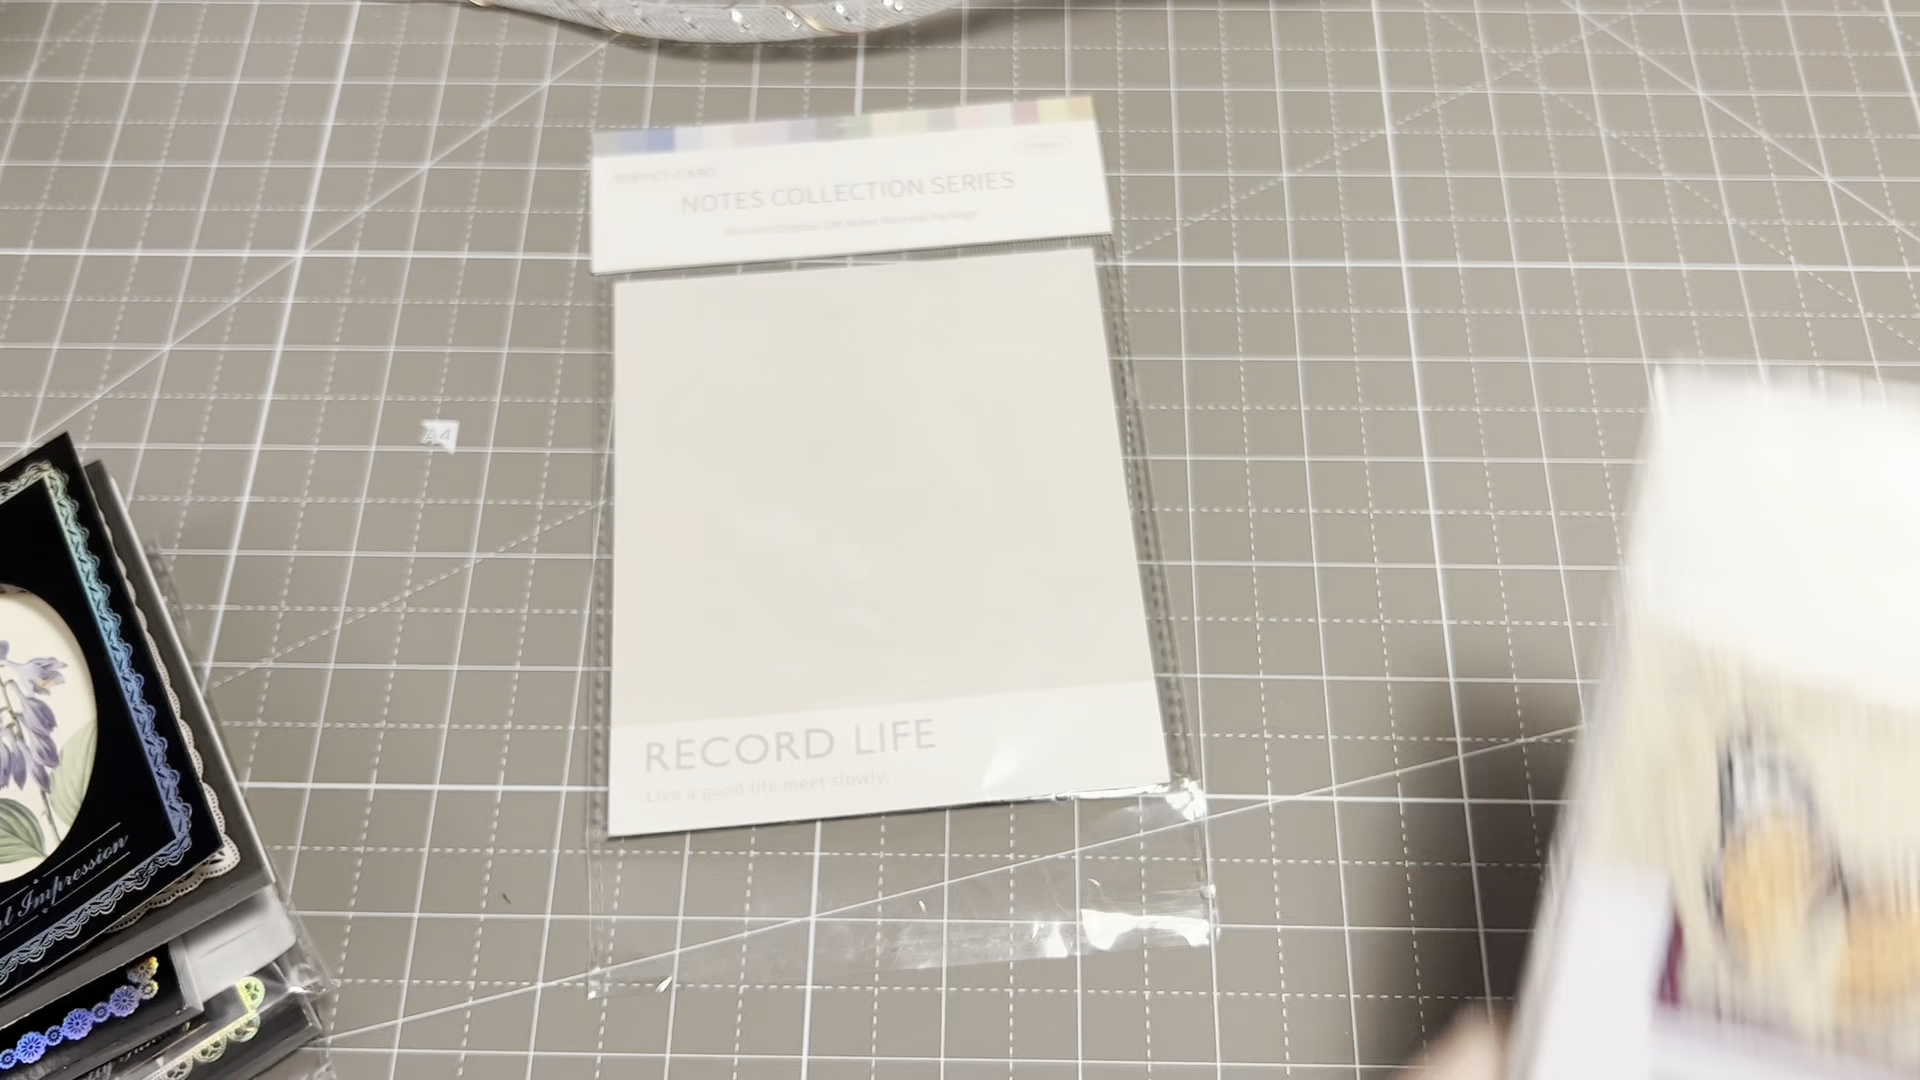 NOTES COLLECTION SERIES
A4
RECORD LIFE
Live a good life meet slowly.
Impression